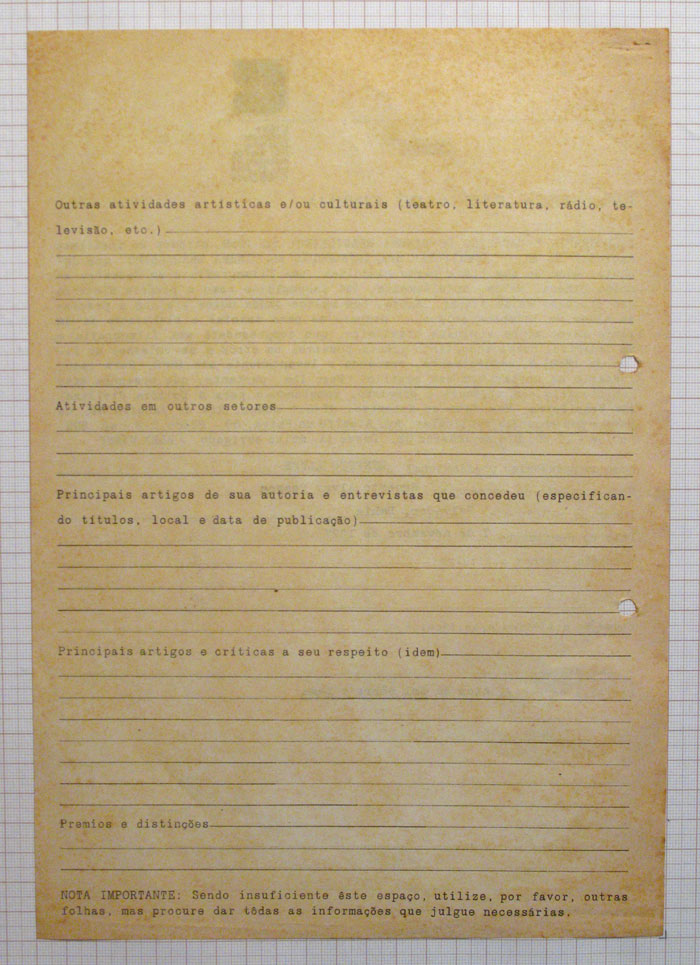 Outras atividades artísticas e/ou culturais (teatro, literatura, rádio, te-
levisão, etc.)
Atividades em outros setores
Principais artigos de sua autoria e entrevistas que concedeu (especifican-
do títulos, local e data de publicação)
Principais artigos e críticas a seu respeito (idem)
Premios e distinções
NOTA IMPORTANTE: Sendo insuficiente êste espaço, utilize, por favor, outras
folhas, mas procure dar tôdas as informações que julgue necessárias.